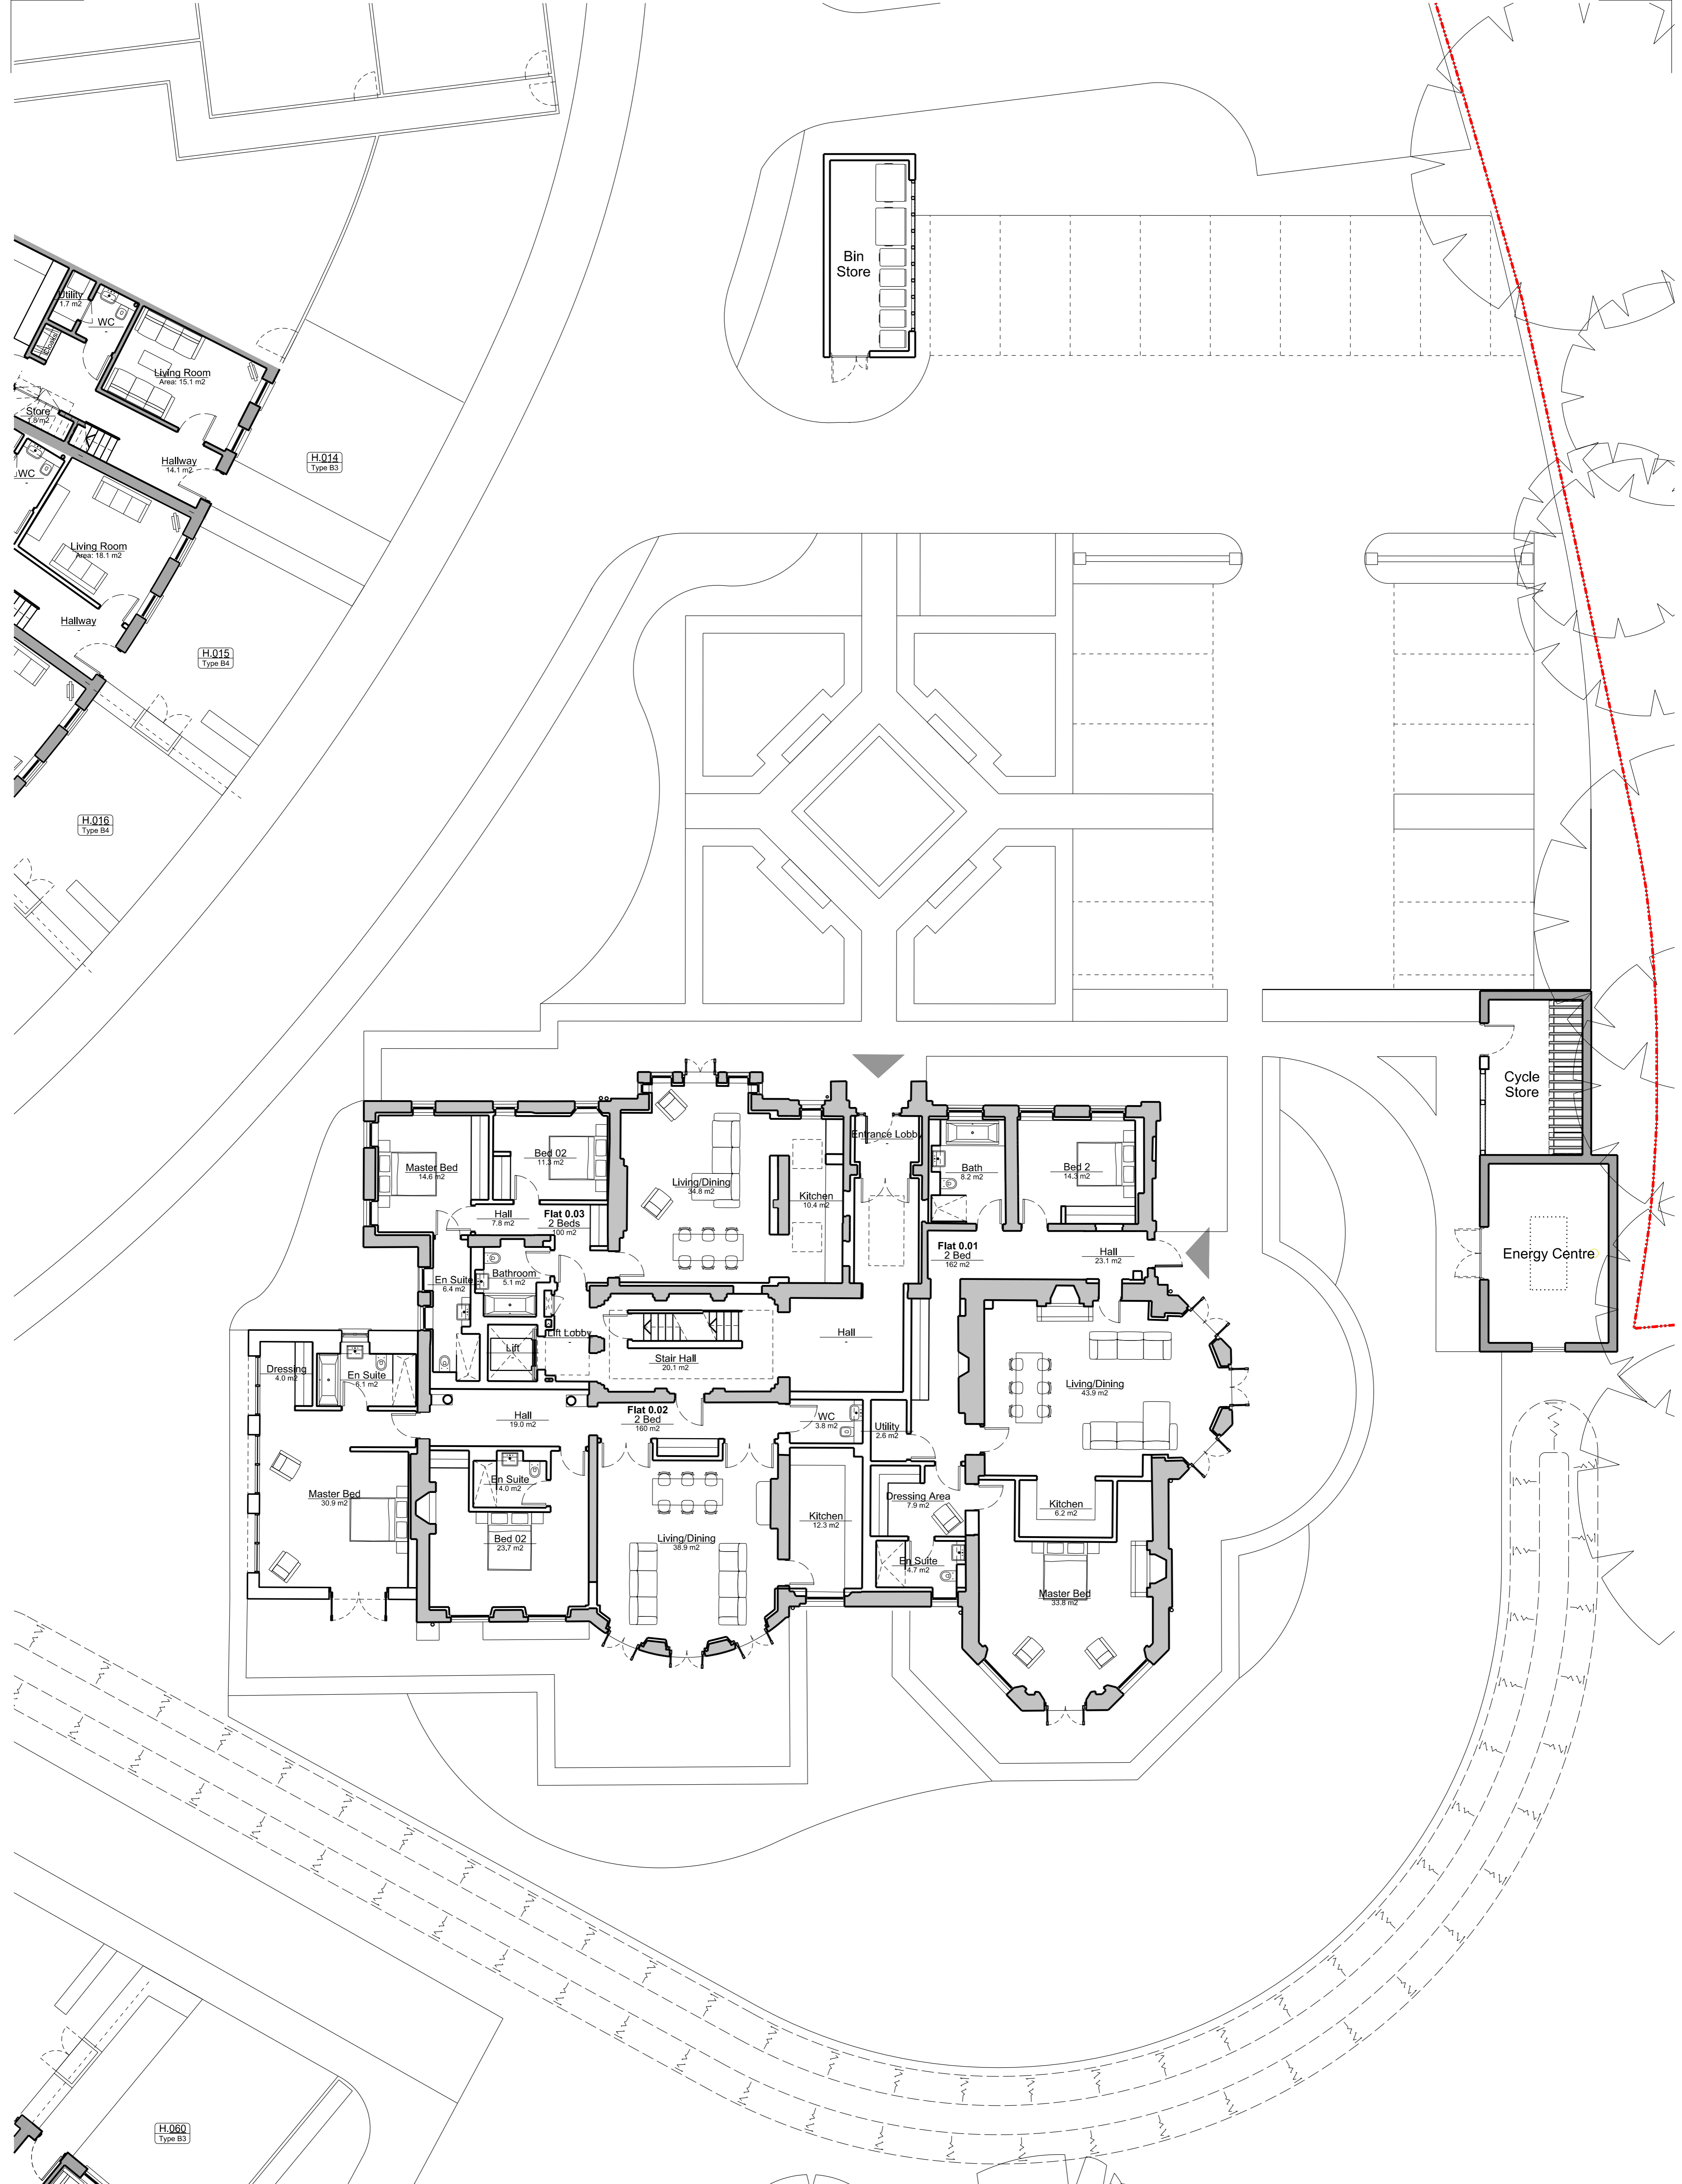 Bin
Store
Utility
1.7 m2
WC
-
Living Room
Area: 15.1 m2
Store
1.8 m2
WC
-
Hallway
14.1 m2
H.014
Type B3
Living Room
Area: 18.1 m2
Hallway
-
H.015
Type B4
H.016
Type B4
Cycle
Store
Energy Centre
Entrance Lobby
-
Master Bed
14.6 m2
Bed 02
11.3 m2
Living/Dining
34.8 m2
Kitchen
10.4 m2
Bath
8.2 m2
Bed 2
14.3 m2
Hall
7.8 m2
Flat 0.03
2 Beds
100 m2
Flat 0.01
2 Bed
162 m2
Hall
23.1 m2
En Suite
6.4 m2
Bathroom
5.1 m2
Lift Lobby
-
Lift
-
Hall
-
Stair Hall
20.1 m2
Dressing
4.0 m2
En Suite
6.1 m2
Living/Dining
43.9 m2
Hall
19.0 m2
Flat 0.02
2 Bed
160 m2
WC
3.8 m2
Utility
2.6 m2
Master Bed
30.9 m2
En Suite
4.0 m2
Dressing Area
7.9 m2
Kitchen
6.2 m2
Kitchen
12.3 m2
Bed 02
23.7 m2
Living/Dining
38.9 m2
En Suite
4.7 m2
Master Bed
33.8 m2
H.060
Type B3